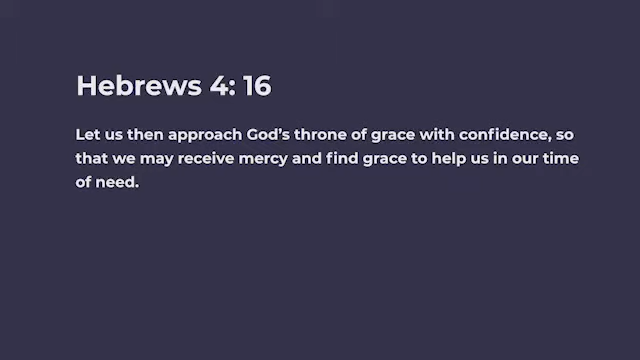 Hebrews 4: 16
Let us then approach God’s throne of grace with confidence, so
that we may receive mercy and find grace to help us in our time
of need.